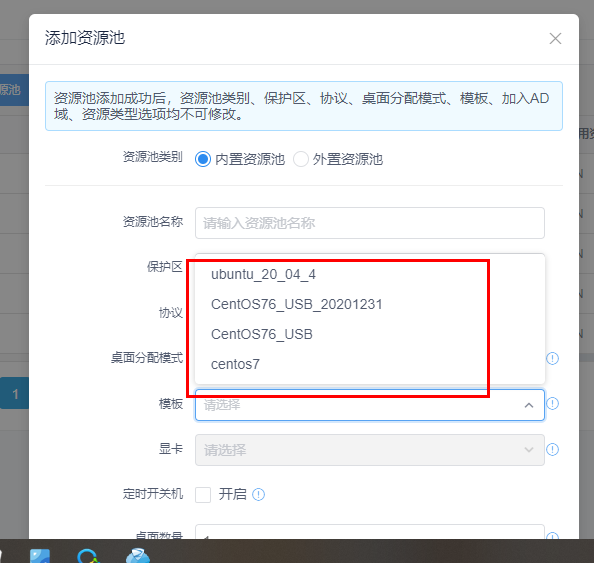 添加资源池
源池
资源池添加成功后，资源池类别、保护区、协议、桌面分配模式、模板、加入AD
域、资源类型选项均不可修改。
资源池类别 内置资源池 外置资源池
资源池名称 请输入资源池名称
保护区
ubuntu_20_04_4
CentOS76_USB_20201231
协议
CentOS76_USB
桌面分配模式
centos7
1
模板 请选择
显卡 请选择
定时开关机 开启
桌面数量